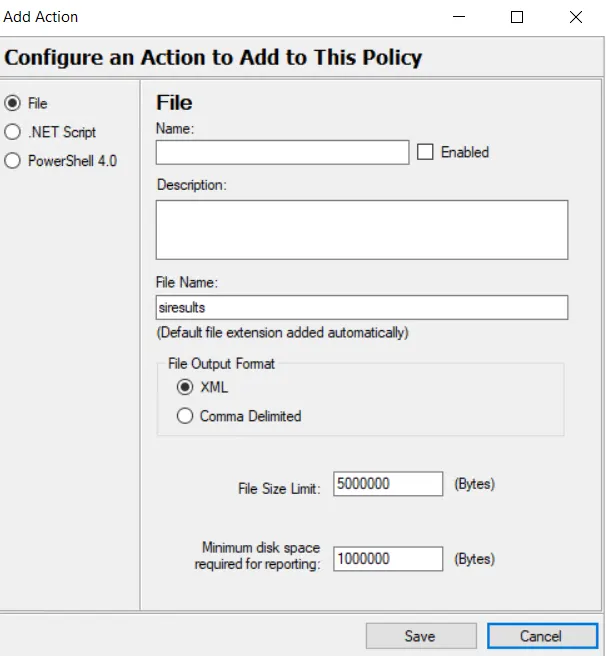 Add Action
Configure an Action to Add to This Policy
File
.NET Script
PowerShell 4.0
File
Name:
Enabled
Description:
File Name:
siresults
(Default file extension added automatically)
File Output Format
XML
Comma Delimited
File Size Limit: 5000000 (Bytes)
Minimum disk space
required for reporting: 1000000 (Bytes)
Save Cancel